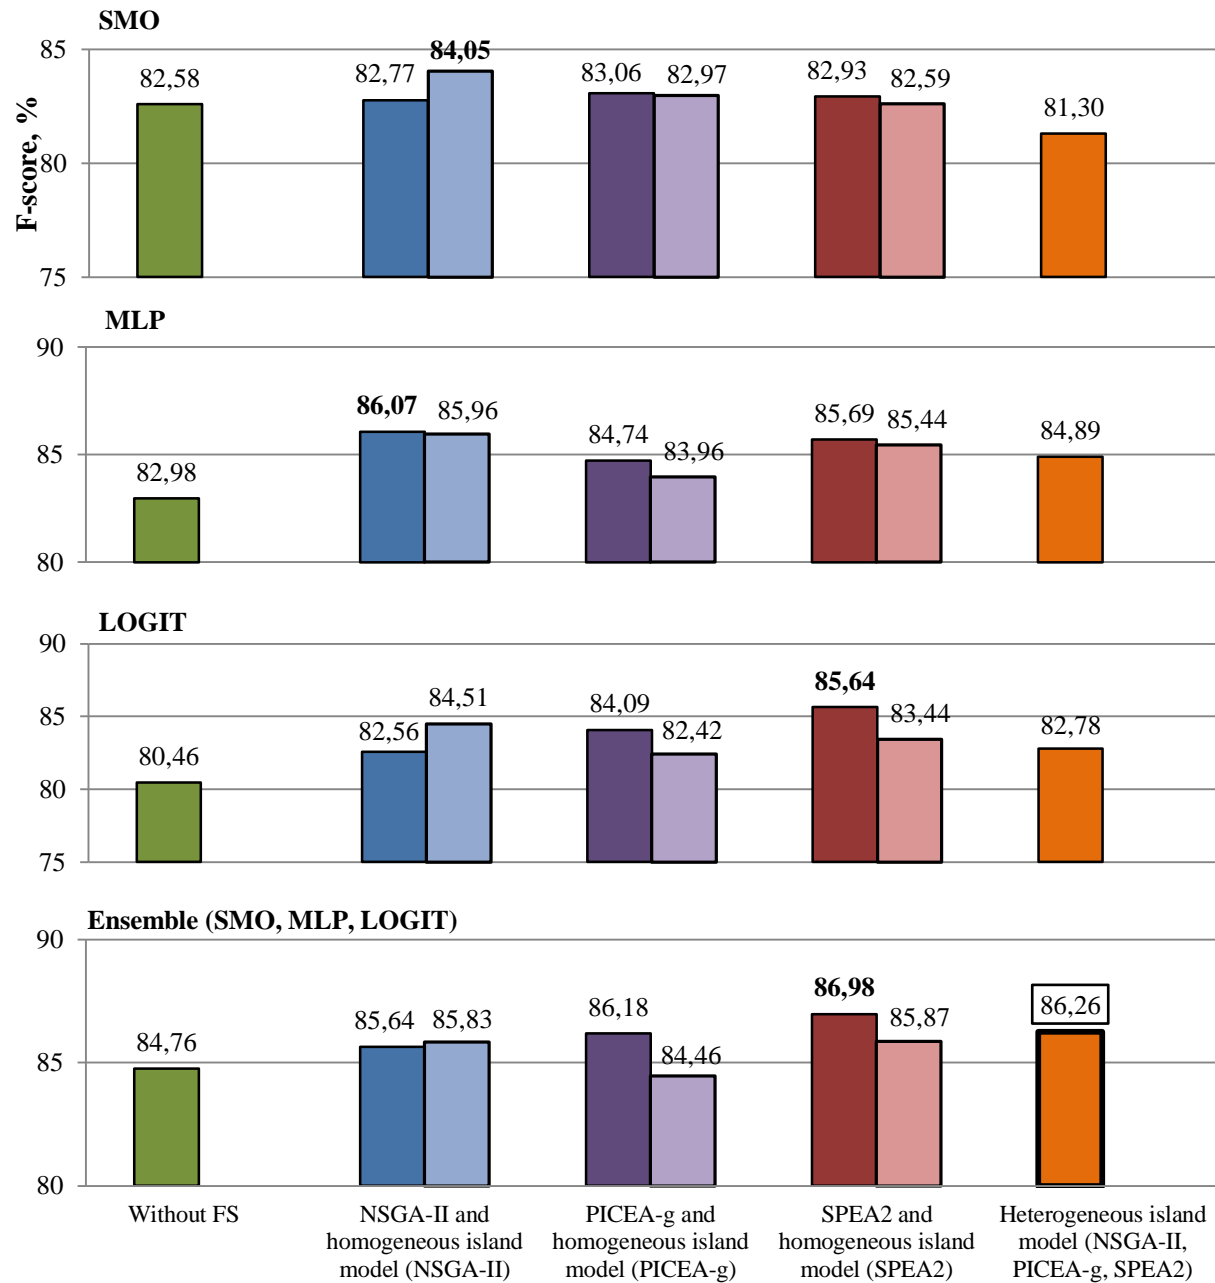 SMO
F-score, %
85
80
75
82,58
82,77
84,05
83,06
82,97
82,93
82,59
81,30
MLP
90
85
80
82,98
86,07
85,96
84,74
83,96
85,69
85,44
84,89
LOGIT
90
85
80
75
80,46
82,56
84,51
84,09
82,42
85,64
83,44
82,78
Ensemble (SMO, MLP, LOGIT)
90
85
80
84,76
85,64
85,83
86,18
84,46
86,98
85,87
86,26
Without FS
NSGA-II and
homogeneous island
model (NSGA-II)
PICEA-g and
homogeneous island
model (PICEA-g)
SPEA2 and
homogeneous island
model (SPEA2)
Heterogeneous island
model (NSGA-II,
PICEA-g, SPEA2)